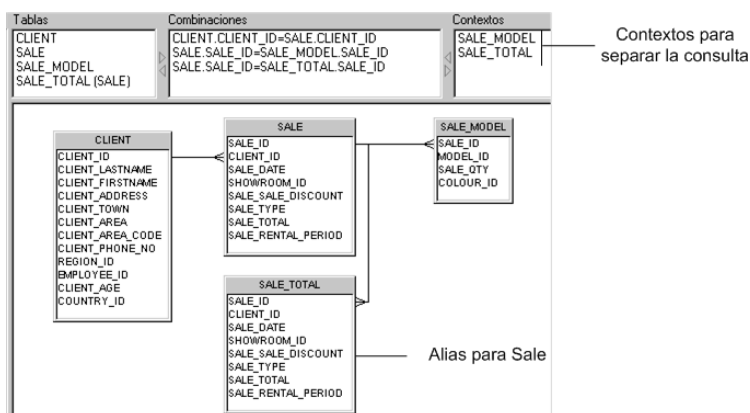 Tablas
CLIENT
SALE
SALE_MODEL
SALE_TOTAL (SALE)
Combinaciones
CLIENT.CLIENT_ID=SALE.CLIENT_ID
SALE.SALE_ID=SALE_MODEL.SALE_ID
SALE.SALE_ID=SALE_TOTAL.SALE_ID
Contextos
SALE_MODEL
SALE_TOTAL
Contextos para
separar la consulta
CLIENT
CLIENT_ID
CLIENT_LASTNAME
CLIENT_FIRSTNAME
CLIENT_ADDRESS
CLIENT_TOWN
CLIENT_AREA
CLIENT_AREA_CODE
CLIENT_PHONE_NO
REGION_ID
EMPLOYEE_ID
CLIENT_AGE
COUNTRY_ID
SALE
SALE_ID
CLIENT_ID
SALE_DATE
SHOWROOM_ID
SALE_SALE_DISCOUNT
SALE_TYPE
SALE_TOTAL
SALE_RENTAL_PERIOD
SALE_MODEL
SALE_ID
MODEL_ID
SALE_QTY
COLOUR_ID
SALE_TOTAL
SALE_ID
CLIENT_ID
SALE_DATE
SHOWROOM_ID
SALE_SALE_DISCOUNT
SALE_TYPE
SALE_TOTAL
SALE_RENTAL_PERIOD
Alias para Sale